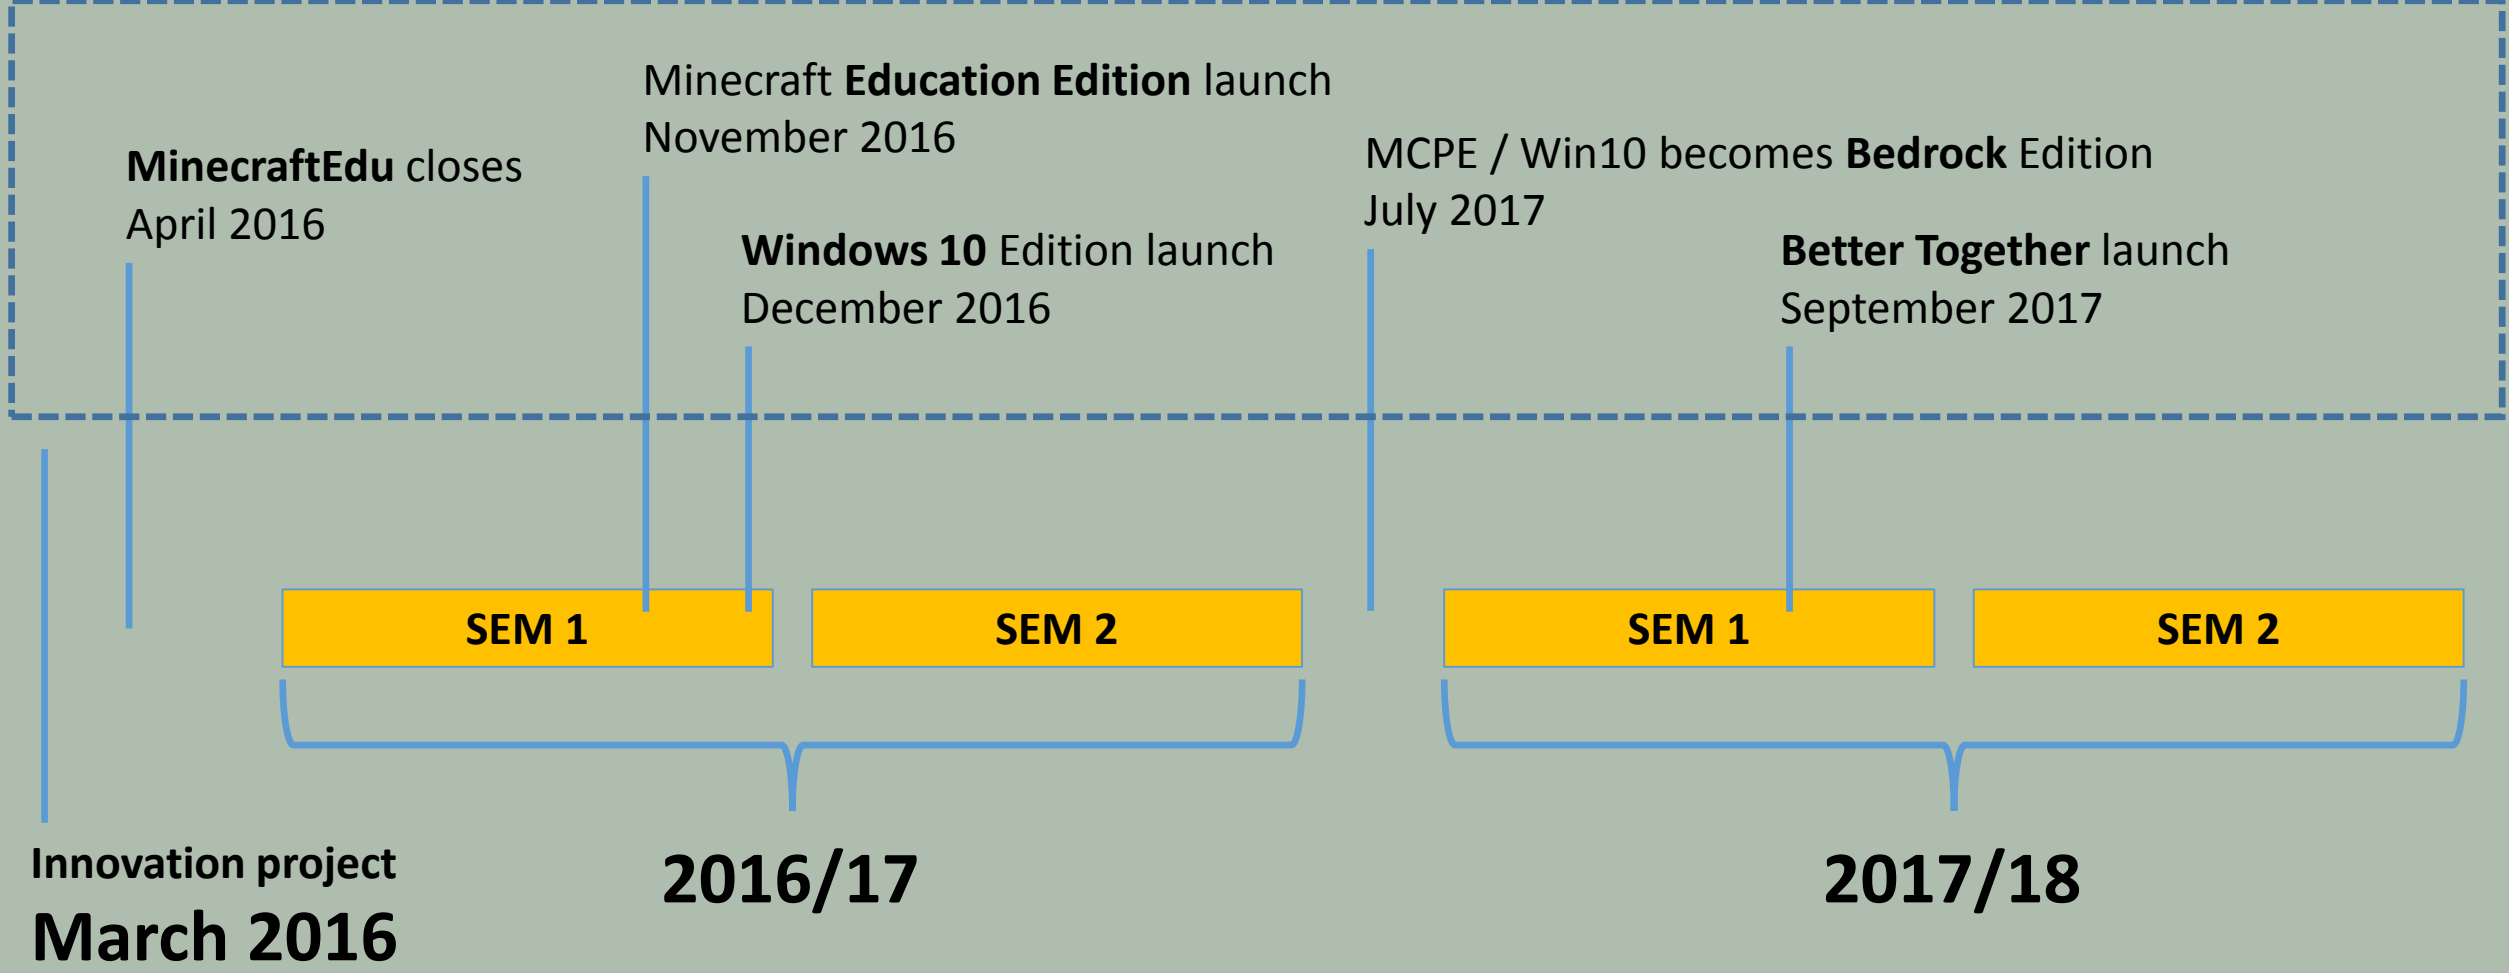 Minecraft Education Edition launch
November 2016
MinecraftEdu closes
April 2016
MCPE / Win10 becomes Bedrock Edition
July 2017
Windows 10 Edition launch
December 2016
Better Together launch
September 2017
SEM 1
SEM 2
SEM 1
SEM 2
Innovation project
March 2016
2016/17
2017/18